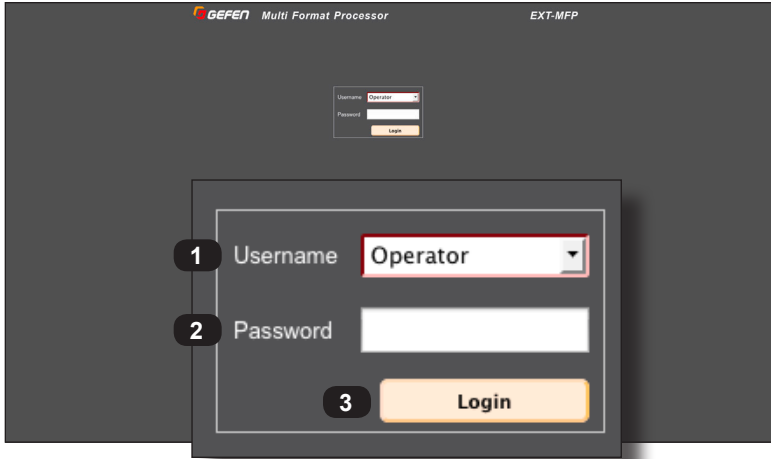 GEFEN Multi Format Processor EXT-MFP
Username Operator
Password
Login
1 Username Operator
2 Password
3 Login